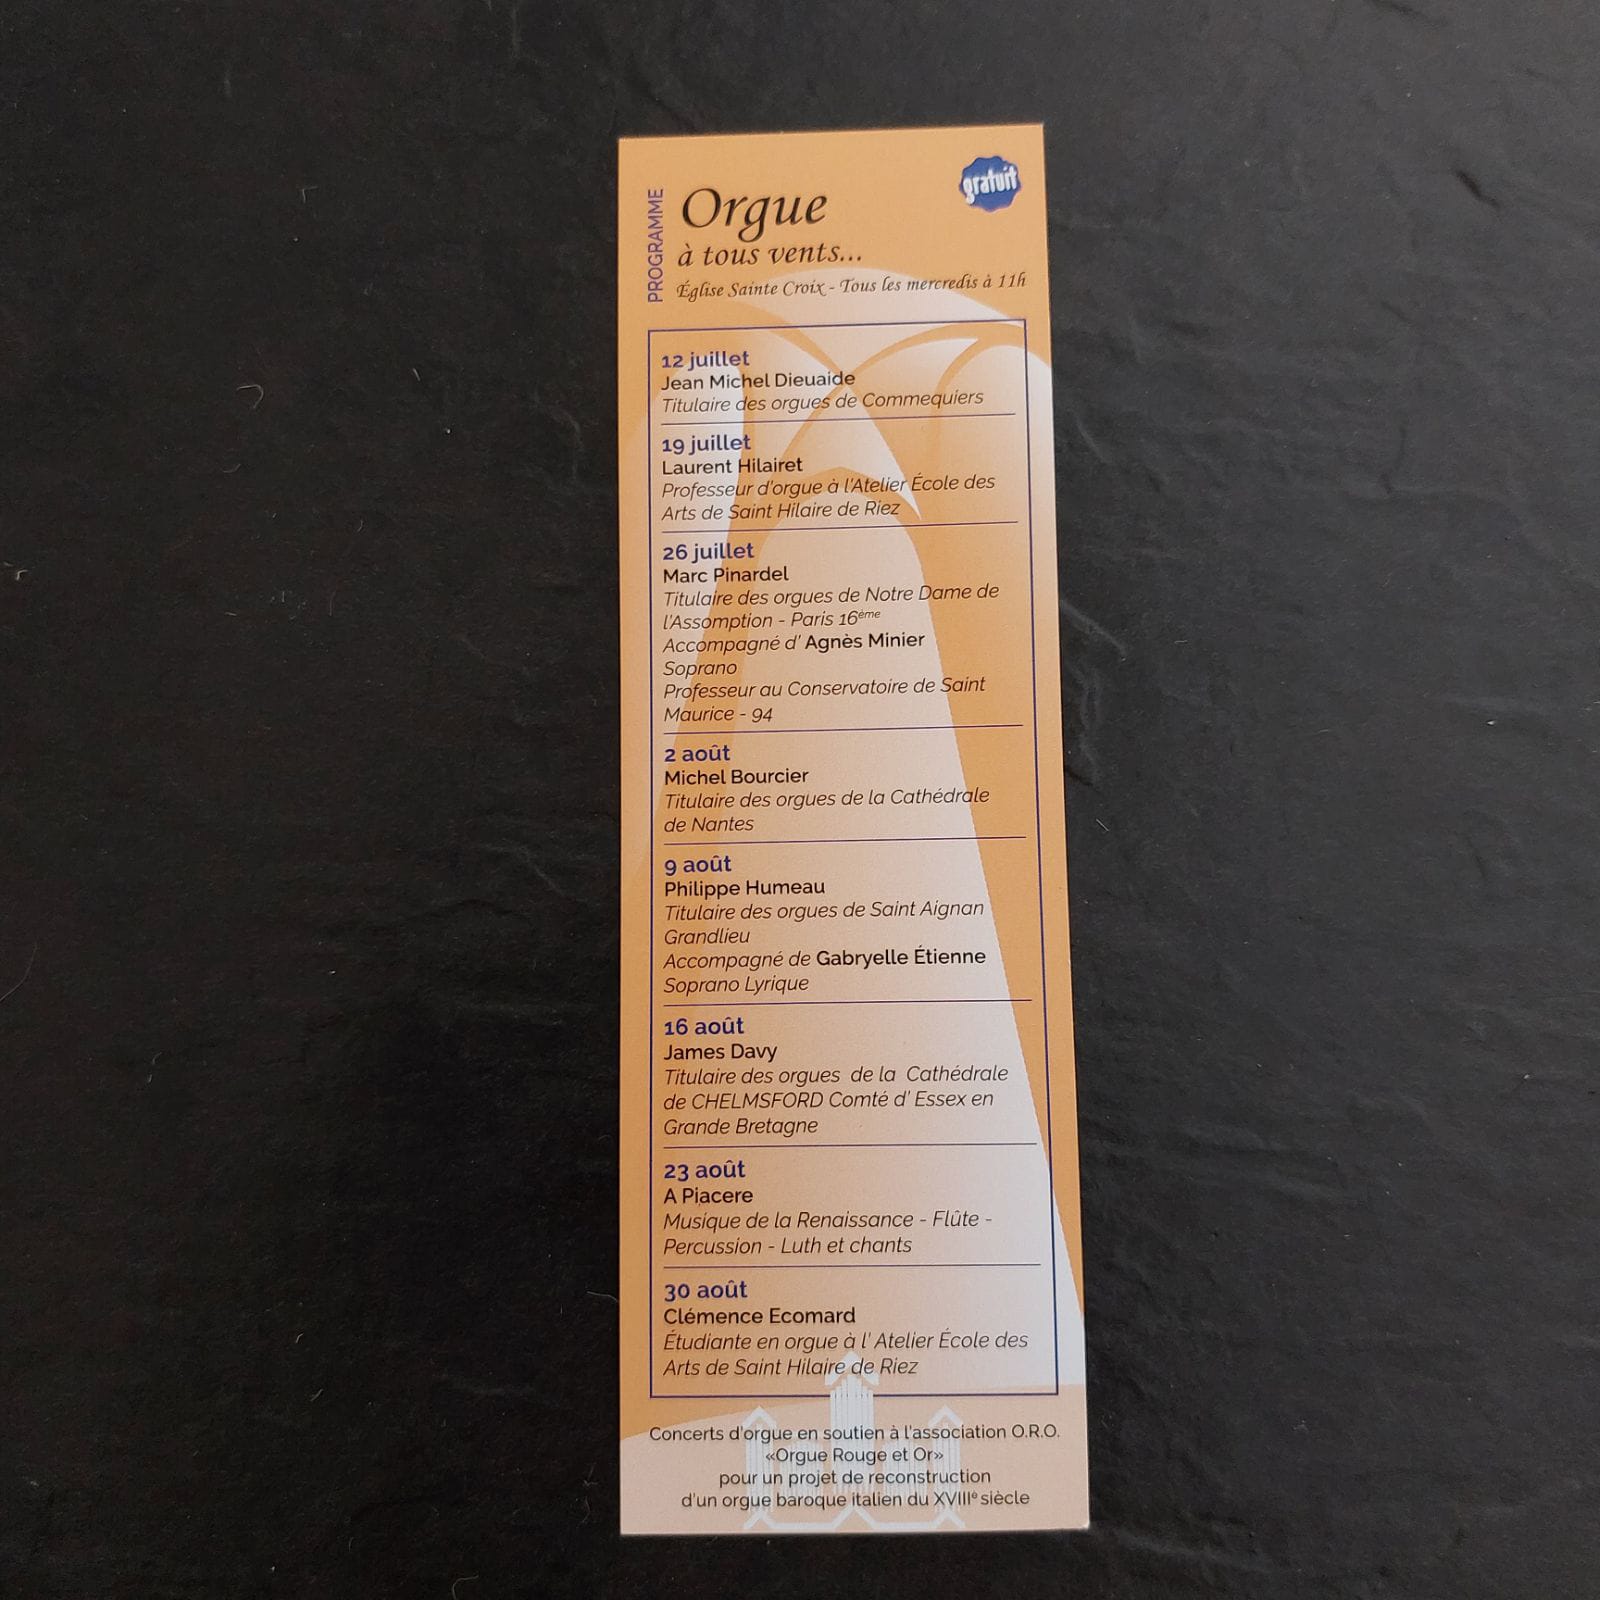 PROGRAMME
Orgue
à tous vents...
gratuit
Église Sainte Croix - Tous les mercredis à 11h
12 juillet
Jean Michel Dieuaide
Titulaire des orgues de Commequiers
19 juillet
Laurent Hilairet
Professeur d'orgue à l'Atelier École des
Arts de Saint Hilaire de Riez
26 juillet
Marc Pinardel
Titulaire des orgues de Notre Dame de
l'Assomption - Paris 16ème
Accompagné d' Agnès Minier
Soprano
Professeur au Conservatoire de Saint
Maurice - 94
2 août
Michel Bourcier
Titulaire des orgues de la Cathédrale
de Nantes
9 août
Philippe Humeau
Titulaire des orgues de Saint Aignan
Grandlieu
Accompagné de Gabryelle Étienne
Soprano Lyrique
16 août
James Davy
Titulaire des orgues de la Cathédrale
de CHELMSFORD Comté d' Essex en
Grande Bretagne
23 août
A Piacere
Musique de la Renaissance - Flûte -
Percussion - Luth et chants
30 août
Clémence Ecomard
Étudiante en orgue à l' Atelier École des
Arts de Saint Hilaire de Riez
Concerts d'orgue en soutien à l'association O.R.O.
«Orgue Rouge et Or»
pour un projet de reconstruction
d'un orgue baroque italien du XVIIIè siècle